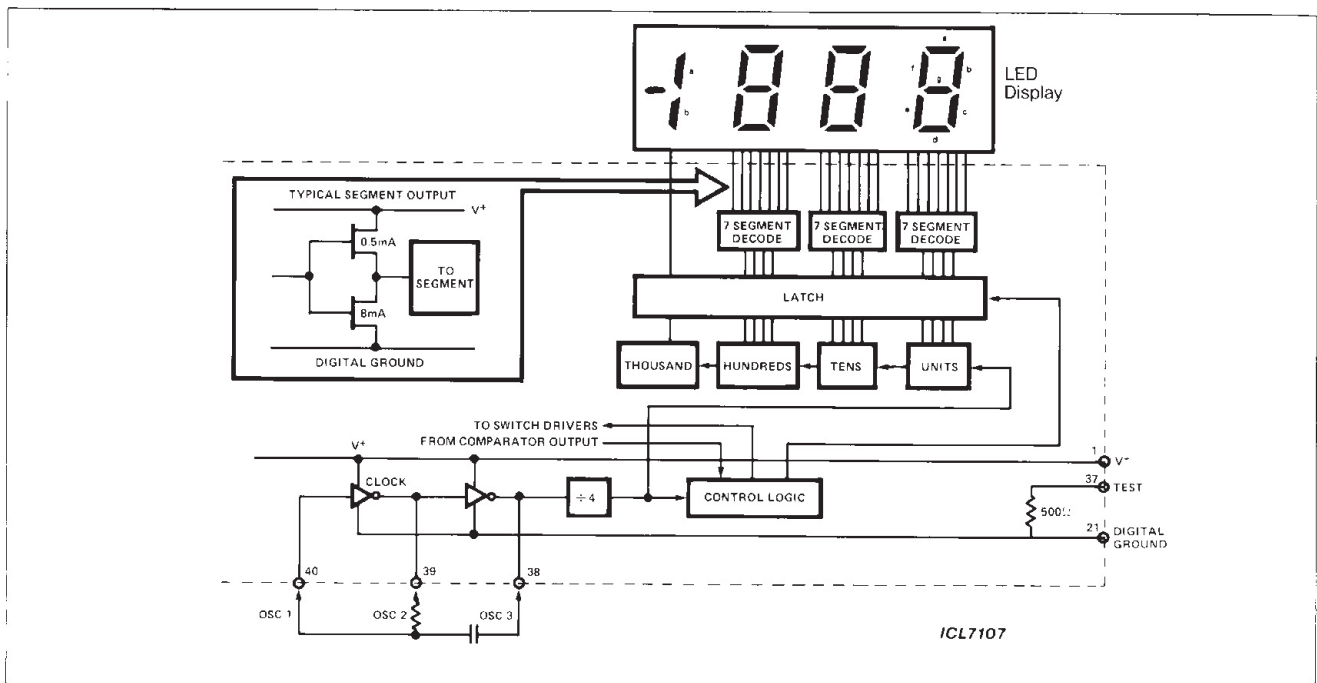 a
f
b
g
e
c
d
a
b
LED
Display
TYPICAL SEGMENT OUTPUT
V+
0.5mA
TO
SEGMENT
8mA
DIGITAL GROUND
7 SEGMENT
DECODE
7 SEGMENT
DECODE
7 SEGMENT
DECODE
LATCH
THOUSAND
HUNDREDS
TENS
UNITS
TO SWITCH DRIVERS
FROM COMPARATOR OUTPUT
V+
CLOCK
÷4
CONTROL LOGIC
1
V+
37
TEST
500Ω
21
DIGITAL
GROUND
40
39
38
OSC 1
OSC 2
OSC 3
ICL7107